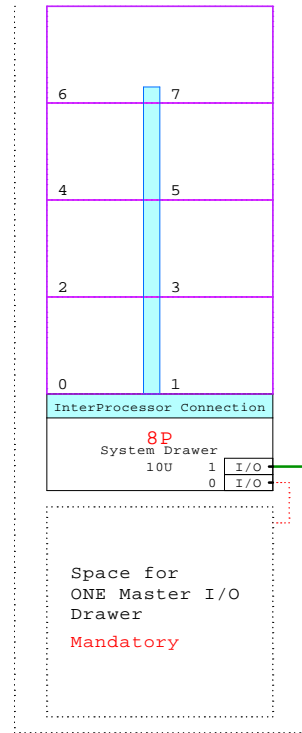 6 7
4 5
2 3
0 1
InterProcessor Connection
8P
System Drawer
10U 1 I/O
0 I/O
Space for
ONE Master I/O
Drawer
Mandatory